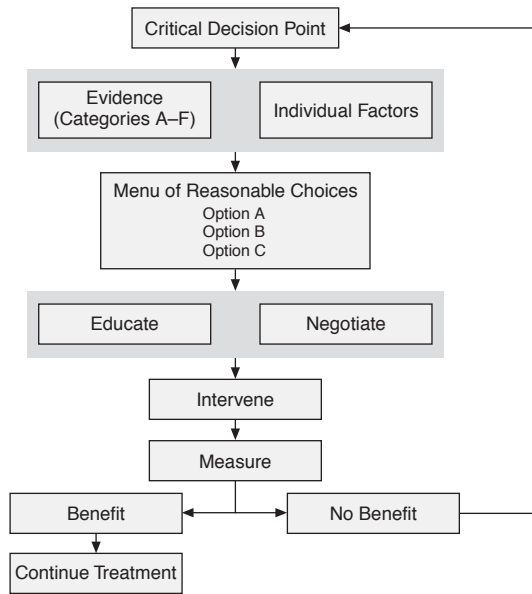 Critical Decision Point
Evidence
(Categories A–F)
Individual Factors
Menu of Reasonable Choices
Option A
Option B
Option C
Educate
Negotiate
Intervene
Measure
Benefit
No Benefit
Continue Treatment